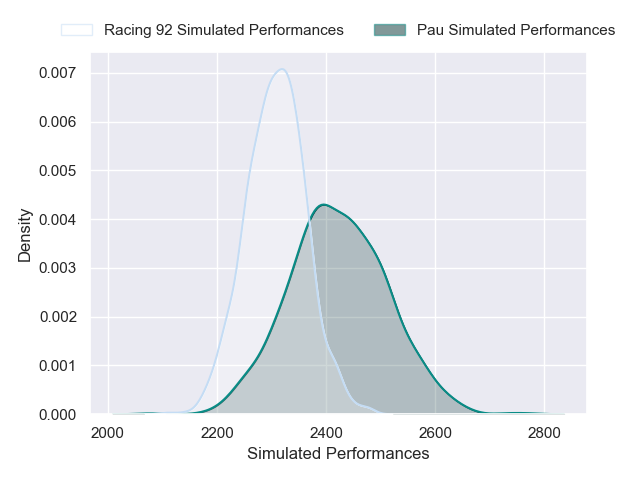 Racing 92 Simulated Performances Pau Simulated Performances
0.007
0.006
0.005
0.004
0.003
0.002
0.001
0.000
Density
2000 2200 2400 2600 2800
Simulated Performances